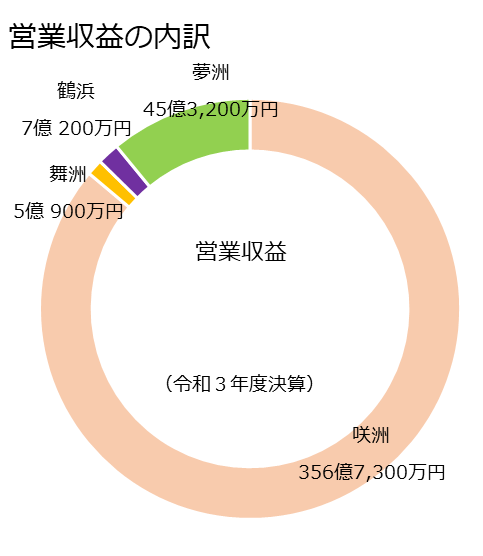 営業収益の内訳
夢洲
45億3,200万円
鶴浜
7億 200万円
舞洲
5億 900万円
営業収益
（令和３年度決算）
咲洲
356億7,300万円